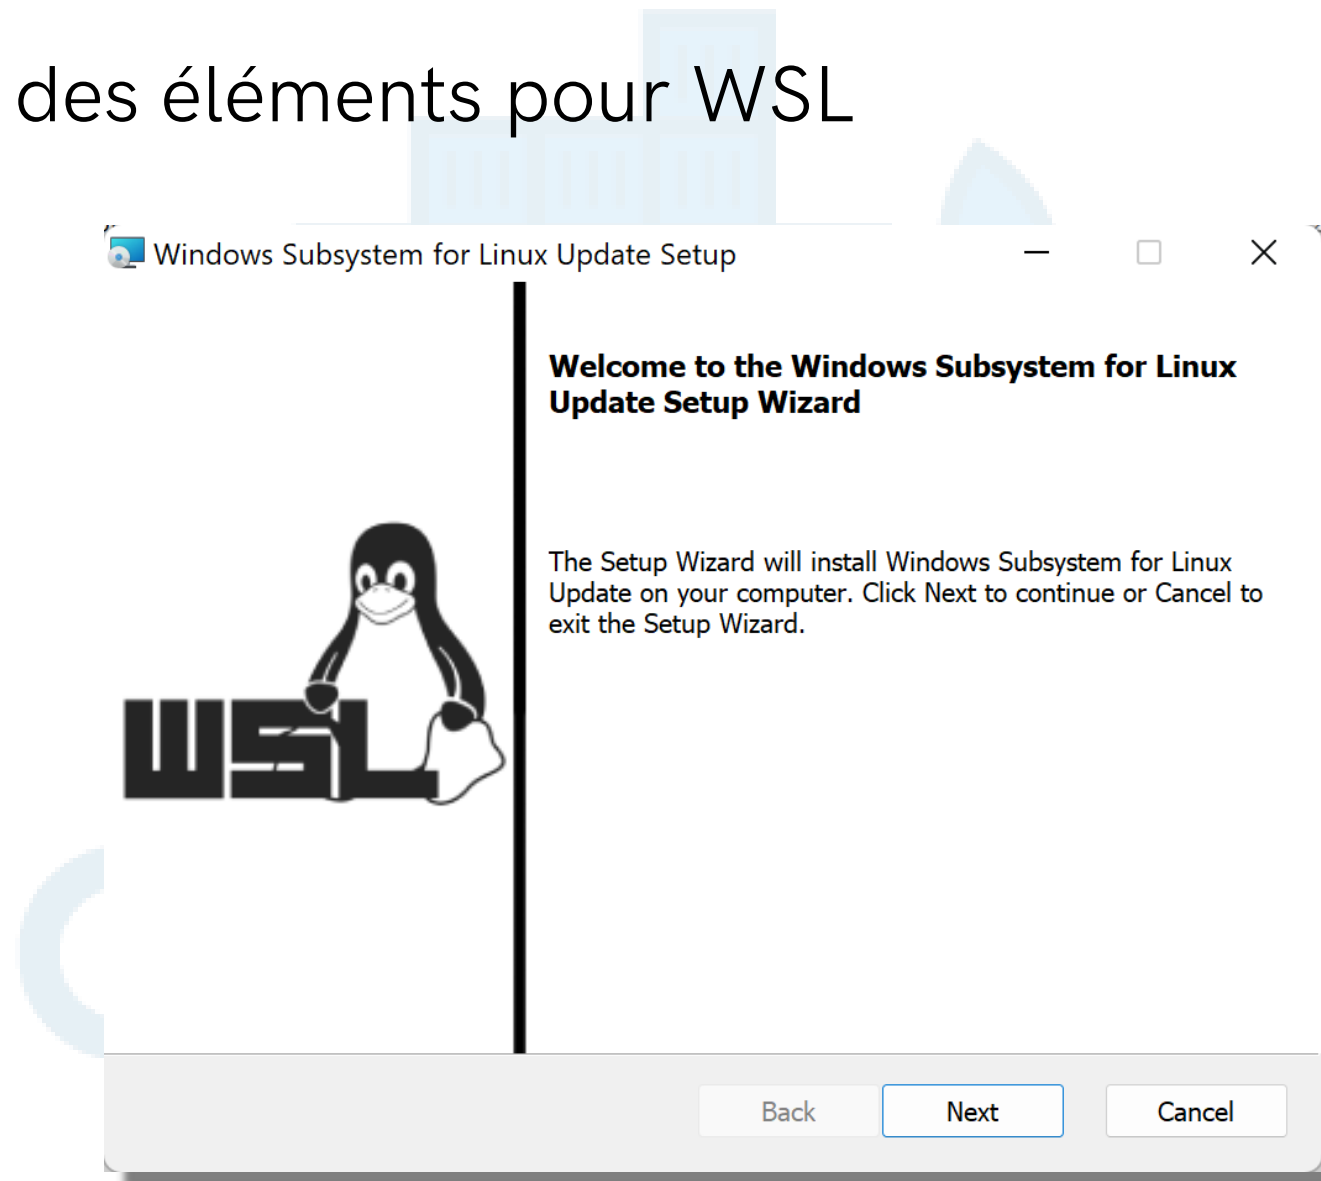 des éléments pour WSL
Windows Subsystem for Linux Update Setup
Welcome to the Windows Subsystem for Linux
Update Setup Wizard
The Setup Wizard will install Windows Subsystem for Linux
Update on your computer. Click Next to continue or Cancel to
exit the Setup Wizard.
WSL
Back Next Cancel